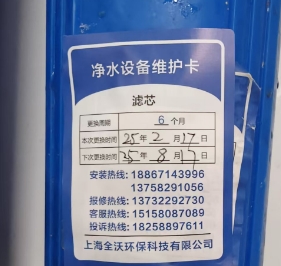 净水设备维护卡
滤芯
更换周期 6 个月
本次更换时间 25 年 2 月 17 日
下次更换时间 25 年 8 月 17 日
安装热线: 18867143996
13758291056
报修热线: 13732292730
客服热线: 15158087089
投诉热线: 18258897611
上海全沃环保科技有限公司